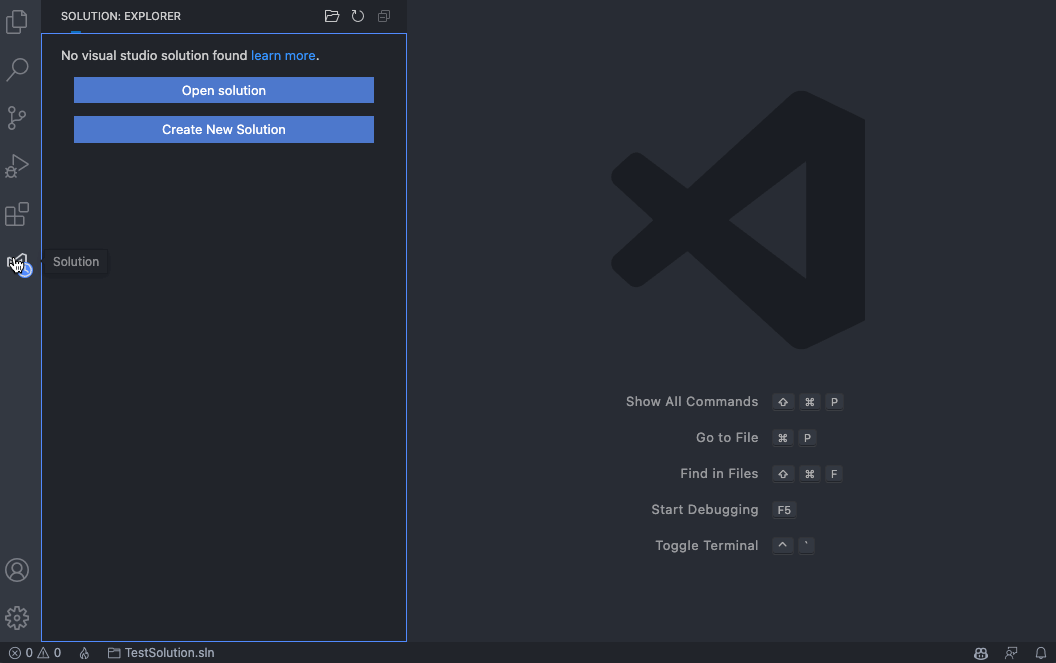 SOLUTION: EXPLORER
No visual studio solution found learn more.
Open solution
Create New Solution
Solution
Show All Commands ⇧ ⌘ P
Go to File ⌘ P
Find in Files ⇧ ⌘ F
Start Debugging F5
Toggle Terminal ^ `
0 0 TestSolution.sln